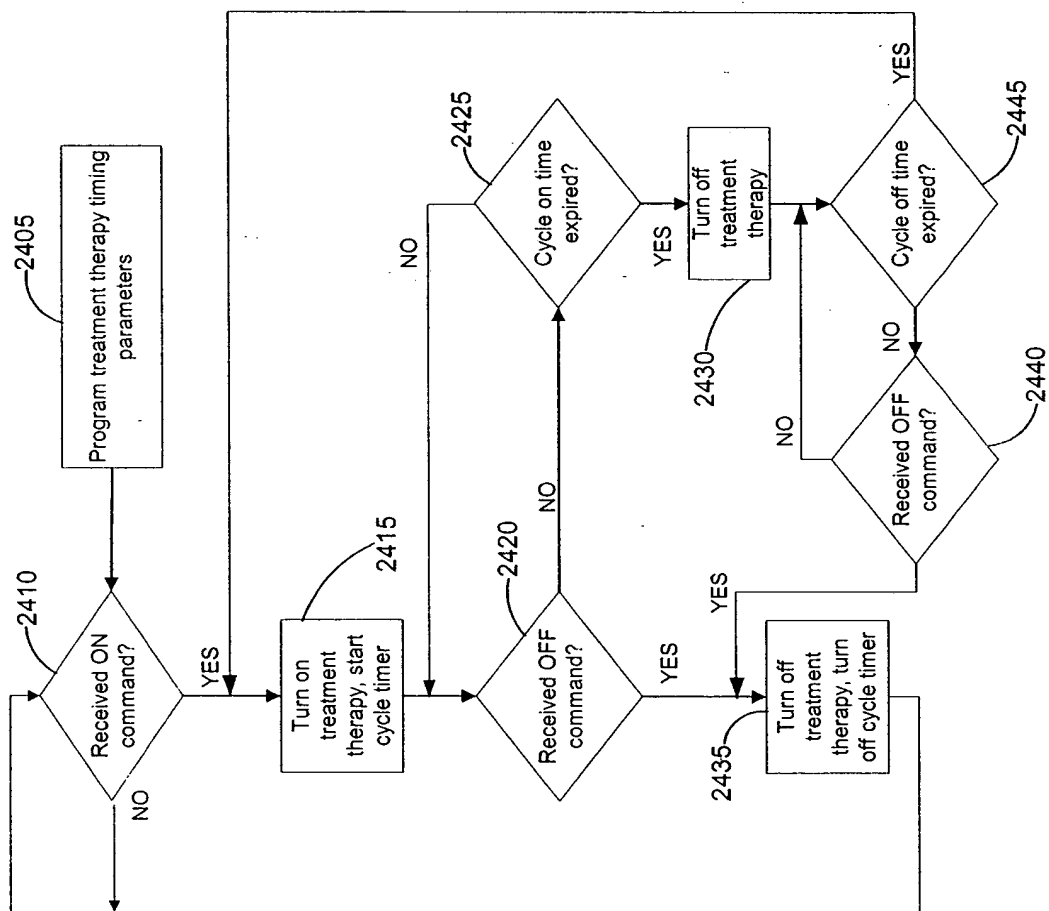 2405
Program treatment therapy timing
parameters
2410
Received ON
command?
NO
YES
2415
Turn on
treatment
therapy, start
cycle timer
2420
Received OFF
command?
NO
YES
2425
Cycle on time
expired?
NO
YES
2430
Turn off
treatment
therapy
2445
Cycle off time
expired?
YES
NO
2440
Received OFF
command?
NO
YES
2435
Turn off
treatment
therapy, turn
off cycle timer